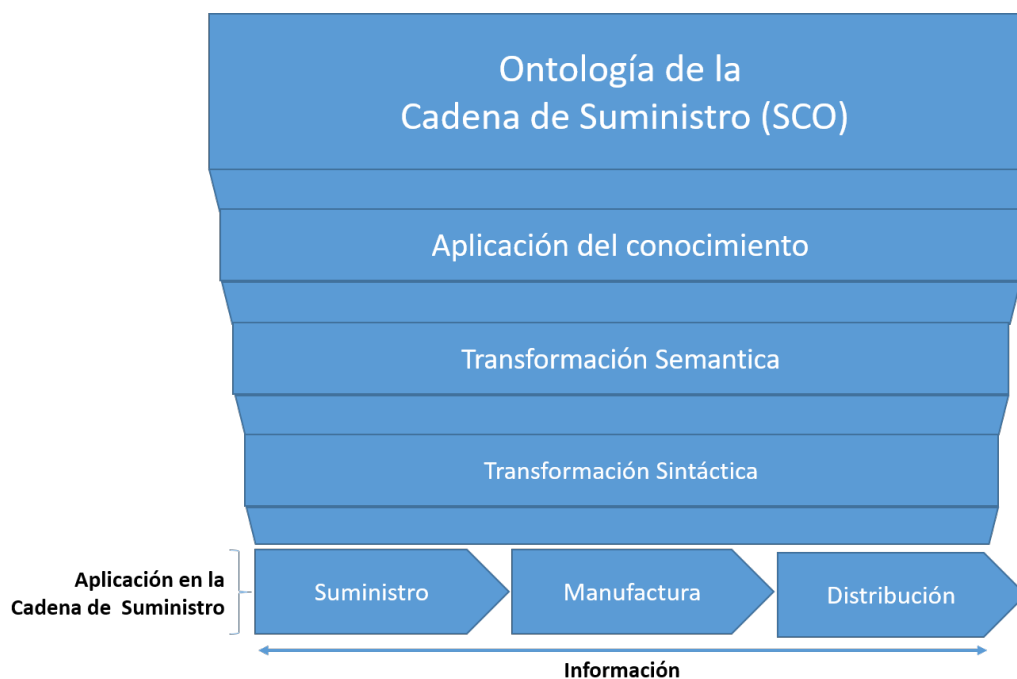 Ontología de la
Cadena de Suministro (SCO)
Aplicación del conocimiento
Transformación Semantica
Transformación Sintáctica
Aplicación en la
Cadena de Suministro
Suministro
Manufactura
Distribución
Información